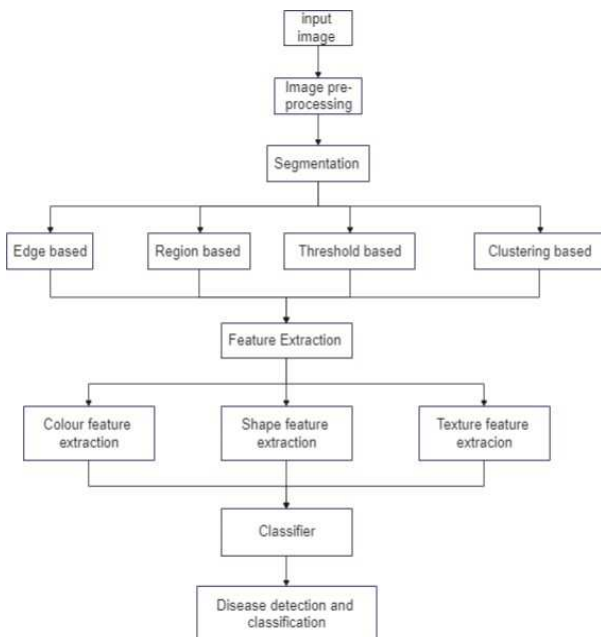 input
image
Image pre-
processing
Segmentation
Edge based
Region based
Threshold based
Clustering based
Feature Extraction
Colour feature
extraction
Shape feature
extraction
Texture feature
extracion
Classifier
Disease detection and
classification